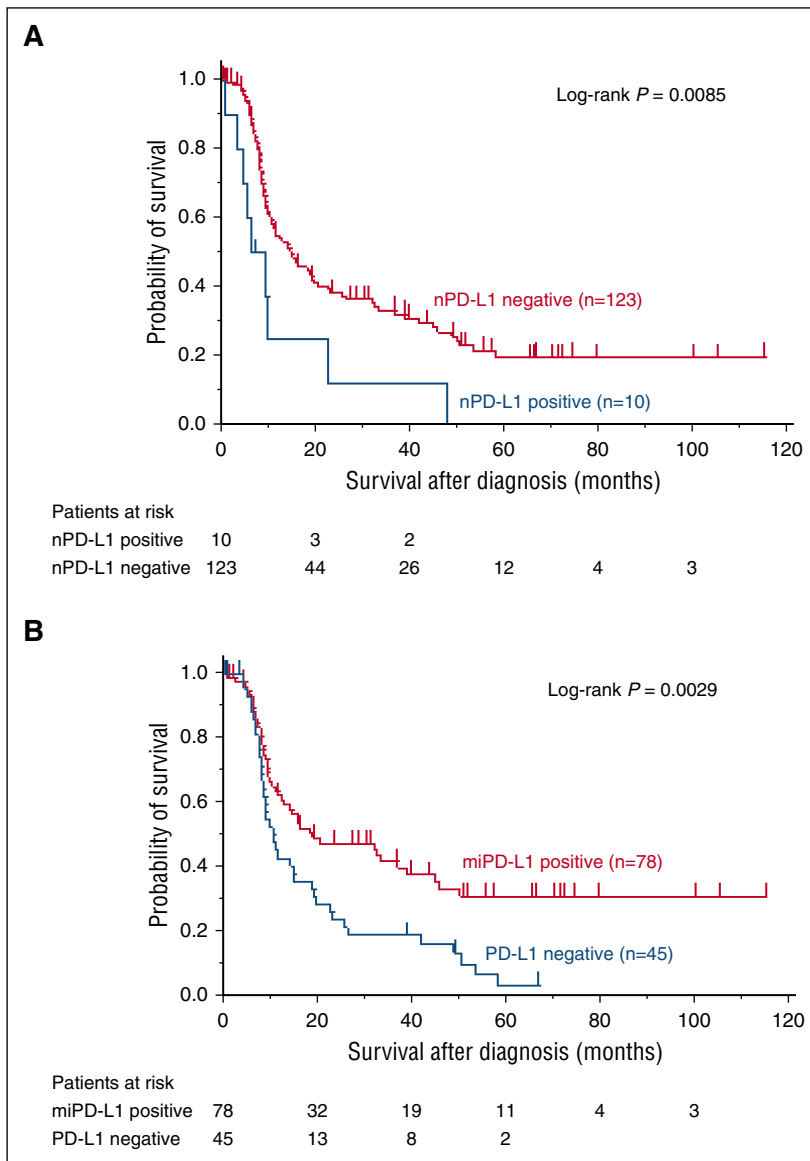 A
Log-rank P = 0.0085
Probability of survival
1.0
0.8
0.6
0.4
0.2
0.0
nPD-L1 negative (n=123)
nPD-L1 positive (n=10)
0 20 40 60 80 100 120
Survival after diagnosis (months)
Patients at risk
nPD-L1 positive 10 3 2
nPD-L1 negative 123 44 26 12 4 3
B
Log-rank P = 0.0029
Probability of survival
1.0
0.8
0.6
0.4
0.2
0.0
miPD-L1 positive (n=78)
PD-L1 negative (n=45)
0 20 40 60 80 100 120
Survival after diagnosis (months)
Patients at risk
miPD-L1 positive 78 32 19 11 4 3
PD-L1 negative 45 13 8 2